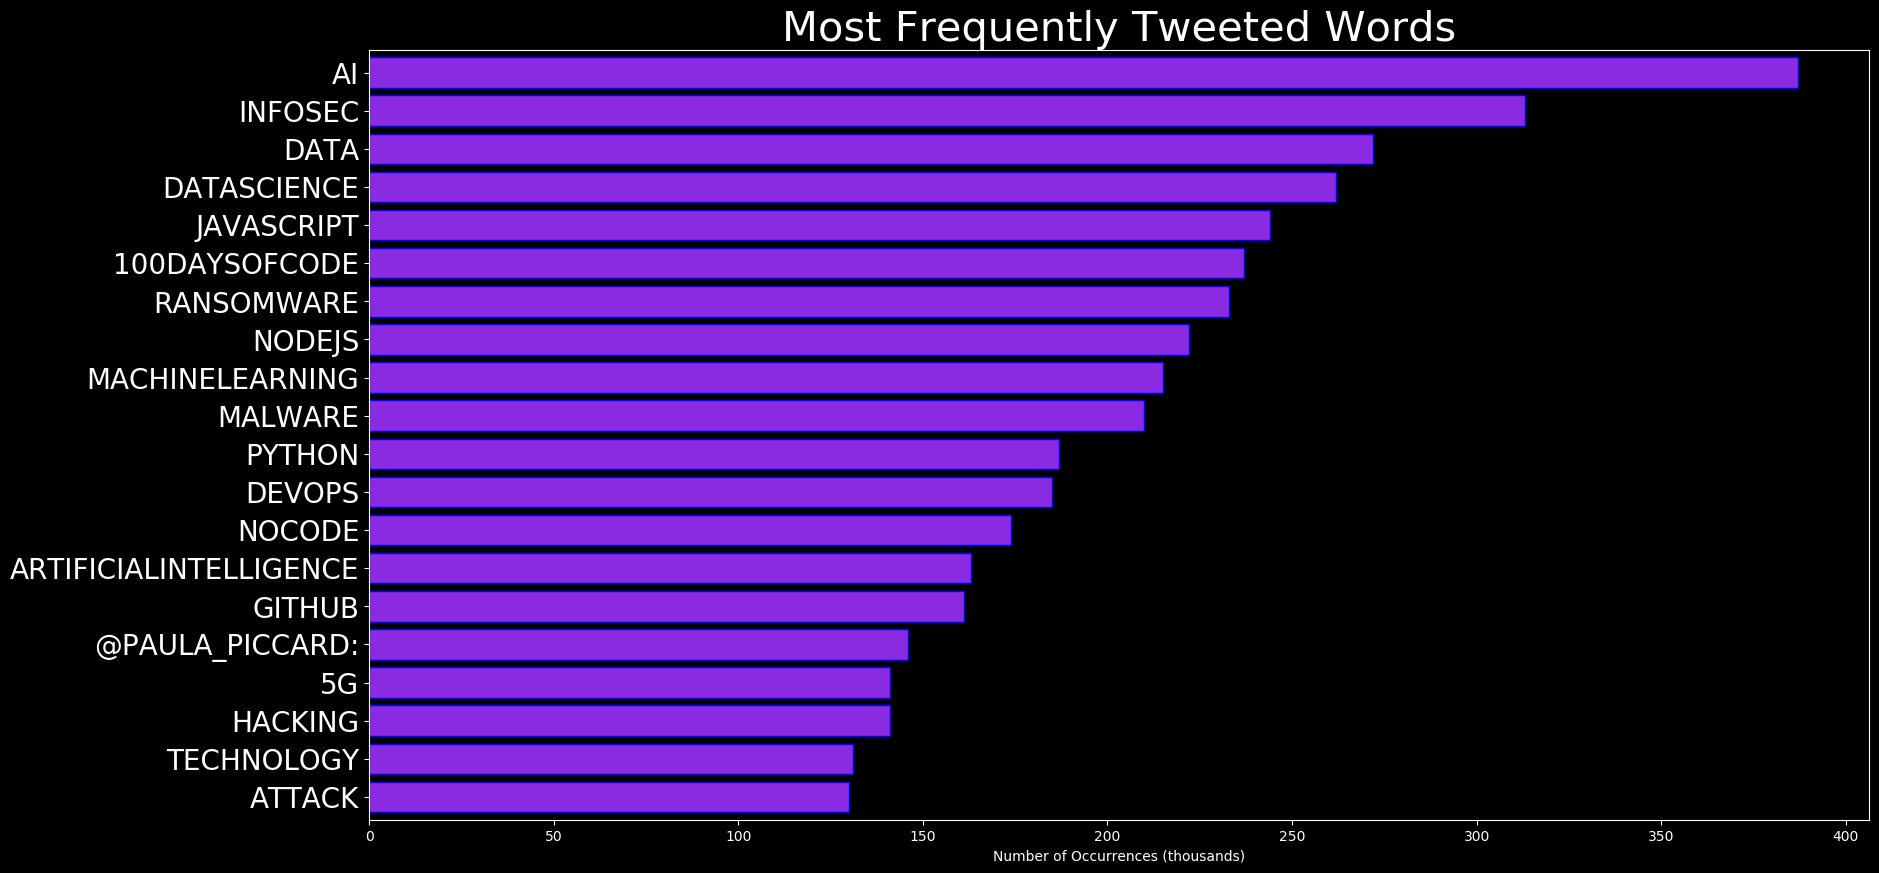 Most Frequently Tweeted Words
AI
INFOSEC
DATA
DATASCIENCE
JAVASCRIPT
100DAYSOFCODE
RANSOMWARE
NODEJS
MACHINELEARNING
MALWARE
PYTHON
DEVOPS
NOCODE
ARTIFICIALINTELLIGENCE
GITHUB
@PAULA_PICCARD:
5G
HACKING
TECHNOLOGY
ATTACK
0 50 100 150 200 250 300 350 400
Number of Occurrences (thousands)